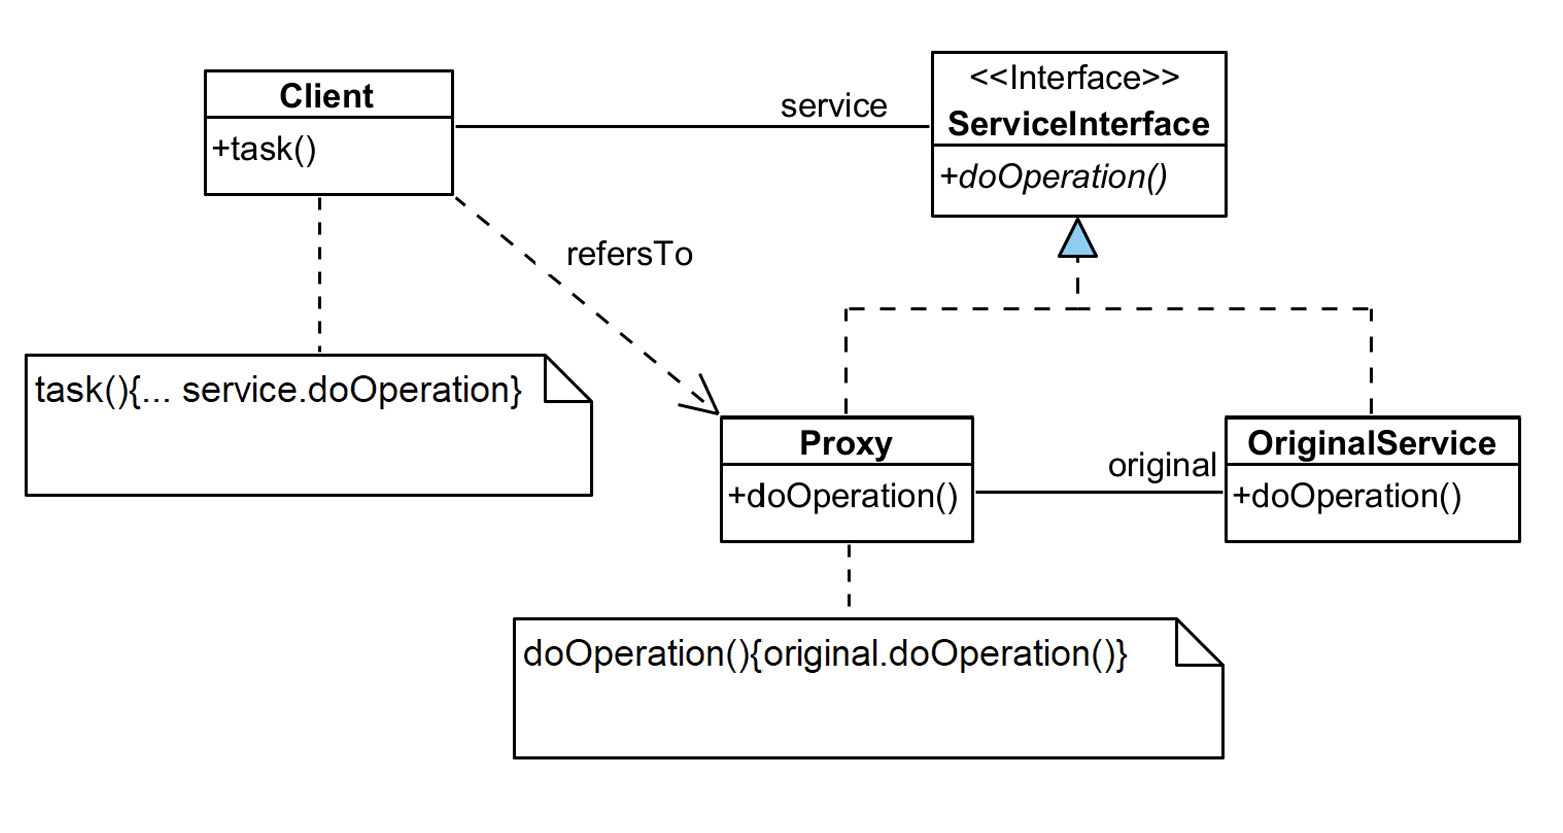 Client
+task()
service
<<Interface>>
ServiceInterface
+doOperation()
refersTo
task(){... service.doOperation}
Proxy
+doOperation()
original
OriginalService
+doOperation()
doOperation(){original.doOperation()}